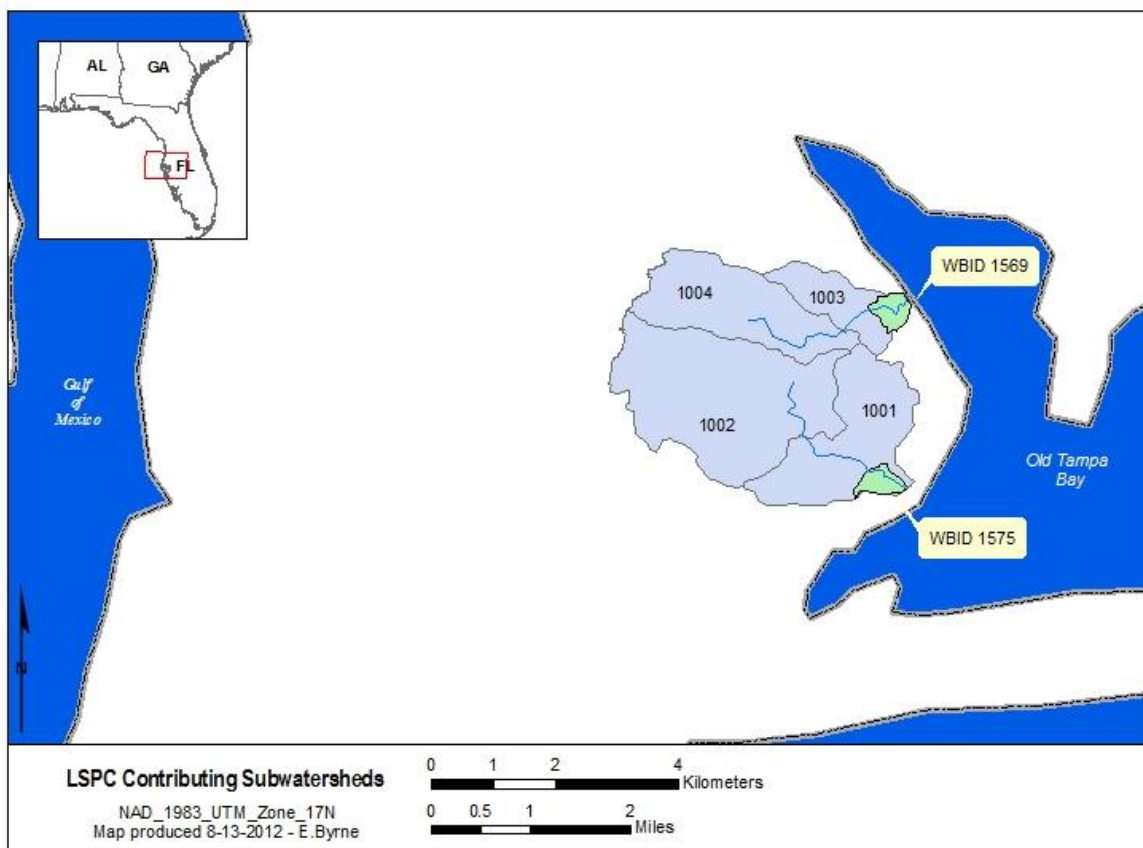 AL
GA
FL
WBID 1569
1004
1003
Gulf
of
Mexico
1002
1001
Old Tampa
Bay
WBID 1575
N
LSPC Contributing Subwatersheds
NAD_1983_UTM_Zone_17N
Map produced 8-13-2012 - E.Byrne
0 1 2 4
Kilometers
0 0.5 1 2
Miles